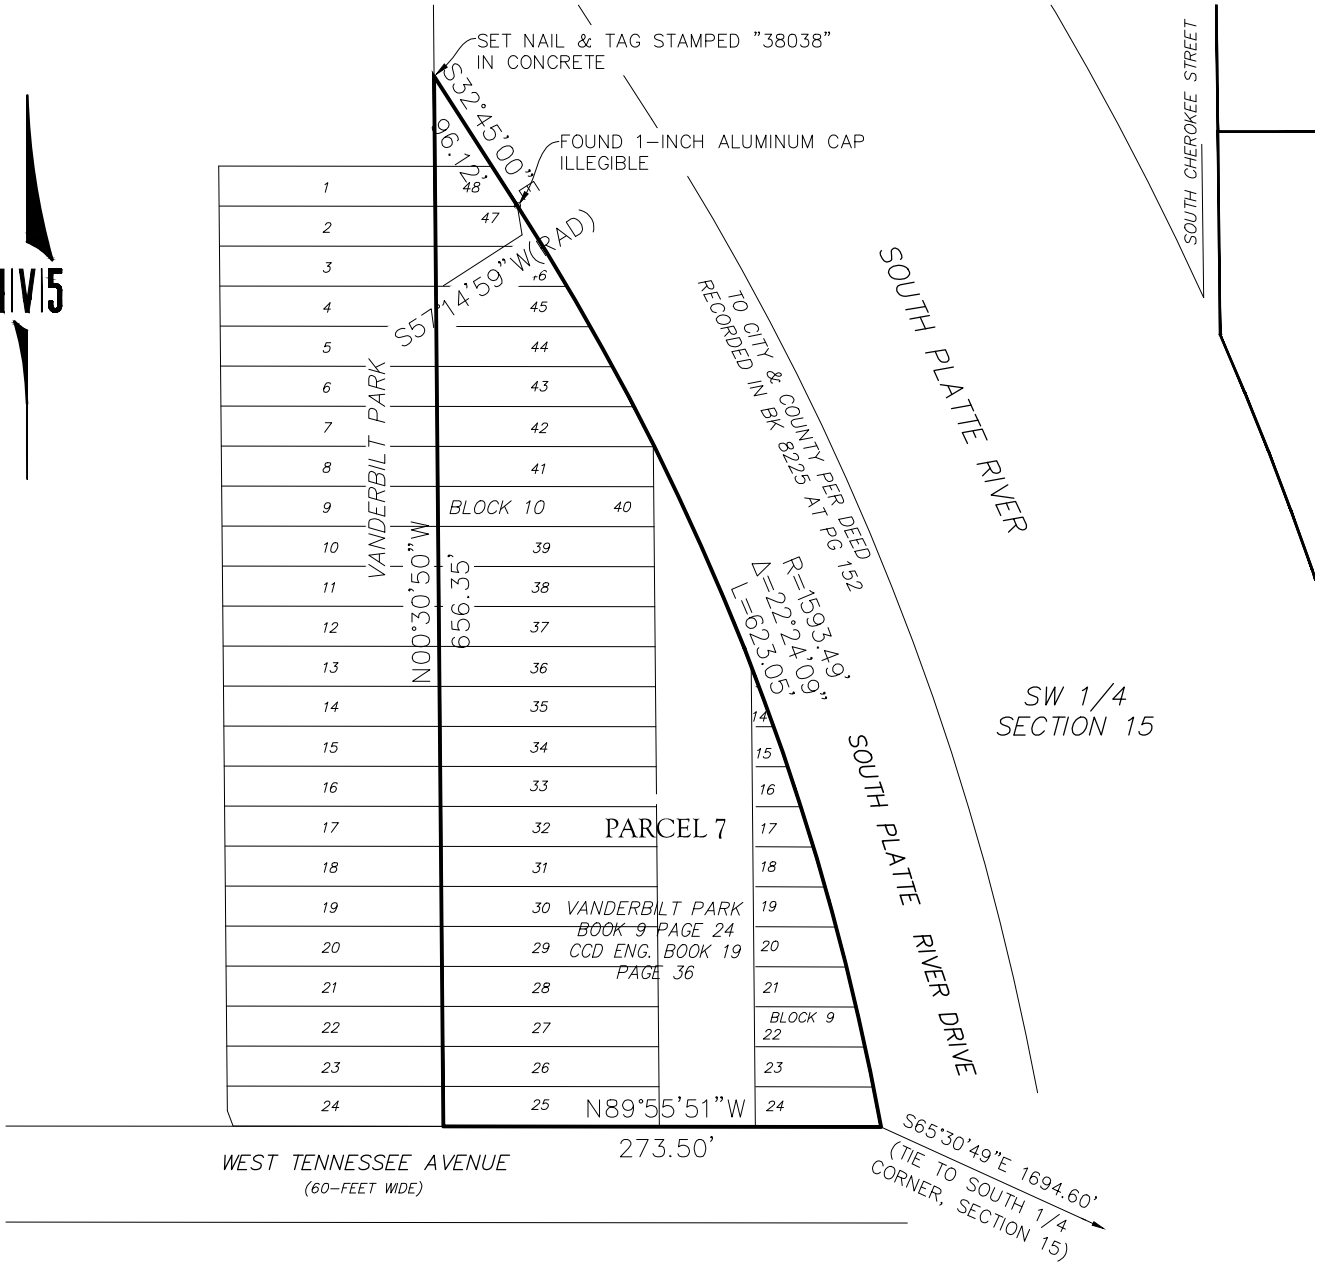 SET NAIL & TAG STAMPED "38038"
IN CONCRETE
S32°45'00"E
96.12'
FOUND 1-INCH ALUMINUM CAP
ILLEGIBLE
SOUTH CHEROKEE STREET
S57°14'59"W(RAD)
1
2
3
4
5
6
7
8
9
10
11
12
13
14
15
16
17
18
19
20
21
22
23
24
VANDERBILT PARK
N00°30'50"W
656.35'
48
47
45
44
43
42
41
BLOCK 10
40
39
38
37
36
35
34
33
32
31
30
29
28
27
26
25
PARCEL 7
VANDERBILT PARK
BOOK 9 PAGE 24
CCD ENG. BOOK 19
PAGE 36
14
15
16
17
18
19
20
21
BLOCK 9
22
23
24
TO CITY & COUNTY PER DEED
RECORDED IN BK 8225 AT PG 152
R=1593.49'
Δ=22°24'09"
L=623.05'
SOUTH PLATTE RIVER
SW 1/4
SECTION 15
SOUTH PLATTE RIVER DRIVE
N89°55'51"W
273.50'
WEST TENNESSEE AVENUE
(60-FEET WIDE)
S65°30'49"E 1694.60'
(TIE TO SOUTH 1/4
CORNER, SECTION 15)